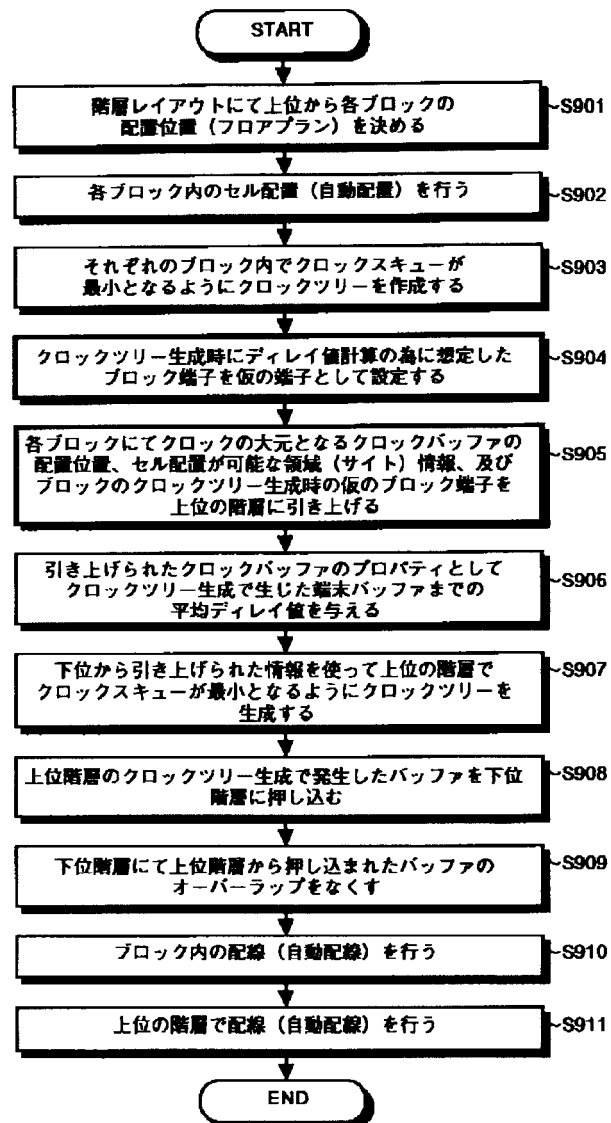 START
階層レイアウトにて上位から各ブロックの
配置位置（フロアプラン）を決める
S901
各ブロック内のセル配置（自動配置）を行う
S902
それぞれのブロック内でクロックスキューが
最小となるようにクロックツリーを作成する
S903
クロックツリー生成時にディレイ値計算の為に想定した
ブロック端子を仮の端子として設定する
S904
各ブロックにてクロックの大元となるクロックバッファの
配置位置、セル配置が可能な領域（サイト）情報、及び
ブロックのクロックツリー生成時の仮のブロック端子を
上位の階層に引き上げる
S905
引き上げられたクロックバッファのプロパティとして
クロックツリー生成で生じた端末バッファまでの
平均ディレイ値を与える
S906
下位から引き上げられた情報を使って上位の階層で
クロックスキューが最小となるようにクロックツリーを
生成する
S907
上位階層のクロックツリー生成で発生したバッファを下位
階層に押し込む
S908
下位階層にて上位階層から押し込まれたバッファの
オーバーラップをなくす
S909
ブロック内の配線（自動配線）を行う
S910
上位の階層で配線（自動配線）を行う
S911
END